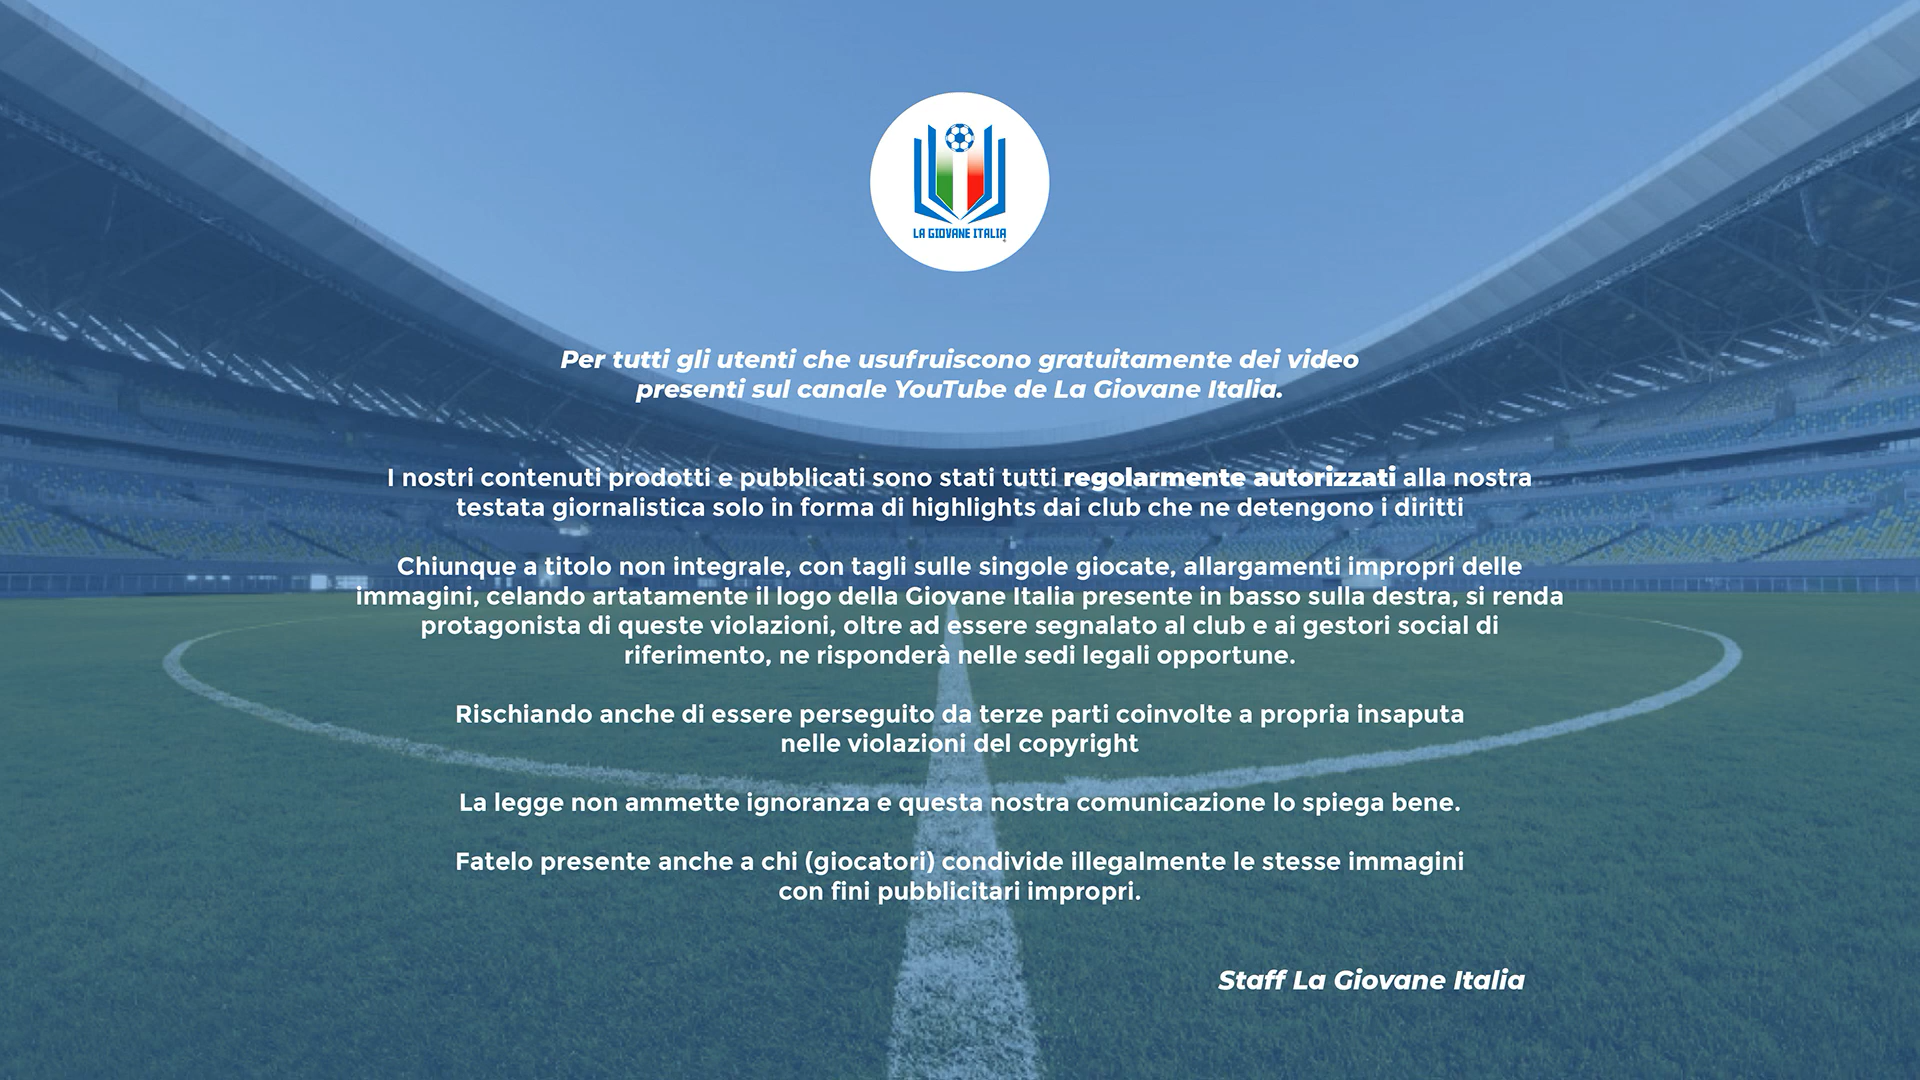 LA GIOVANE ITALIA
Per tutti gli utenti che usufruiscono gratuitamente dei video
presenti sul canale YouTube de La Giovane Italia.
I nostri contenuti prodotti e pubblicati sono stati tutti regolarmente autorizzati alla nostra
testata giornalistica solo in forma di highlights dai club che ne detengono i diritti
Chiunque a titolo non integrale, con tagli sulle singole giocate, allargamenti impropri delle
immagini, celando artatamente il logo della Giovane Italia presente in basso sulla destra, si renda
protagonista di queste violazioni, oltre ad essere segnalato al club e ai gestori social di
riferimento, ne risponderà nelle sedi legali opportune.
Rischiando anche di essere perseguito da terze parti coinvolte a propria insaputa
nelle violazioni del copyright
La legge non ammette ignoranza e questa nostra comunicazione lo spiega bene.
Fatelo presente anche a chi (giocatori) condivide illegalmente le stesse immagini
con fini pubblicitari impropri.
Staff La Giovane Italia